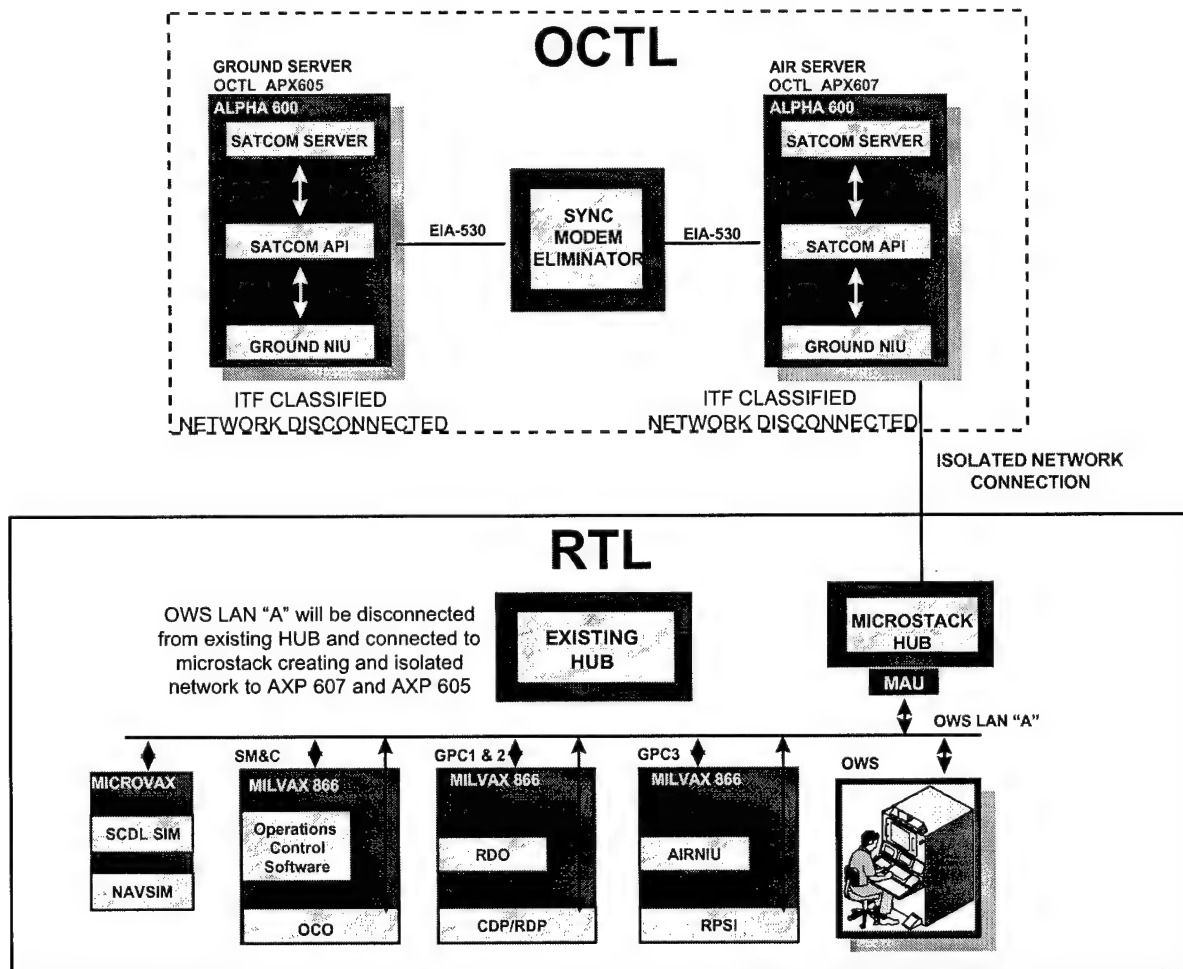 OCTL
GROUND SERVER
OCTL APX605
ALPHA 600
SATCOM SERVER
SATCOM API
GROUND NIU
ITF CLASSIFIED
NETWORK DISCONNECTED
EIA-530
SYNC
MODEM
ELIMINATOR
EIA-530
AIR SERVER
OCTL APX607
ALPHA 600
SATCOM SERVER
SATCOM API
GROUND NIU
ITF CLASSIFIED
NETWORK DISCONNECTED
ISOLATED NETWORK
CONNECTION
RTL
OWS LAN “A” will be disconnected
from existing HUB and connected to
microstack creating and isolated
network to AXP 607 and AXP 605
EXISTING
HUB
MICROSTACK
HUB
MAU
OWS LAN “A”
MICROVAX
SCDL SIM
NAVSIM
SM&C
MILVAX 866
Operations
Control
Software
OCO
GPC1 & 2
MILVAX 866
RDO
CDP/RDP
GPC3
MILVAX 866
AIRNIU
RPSI
OWS